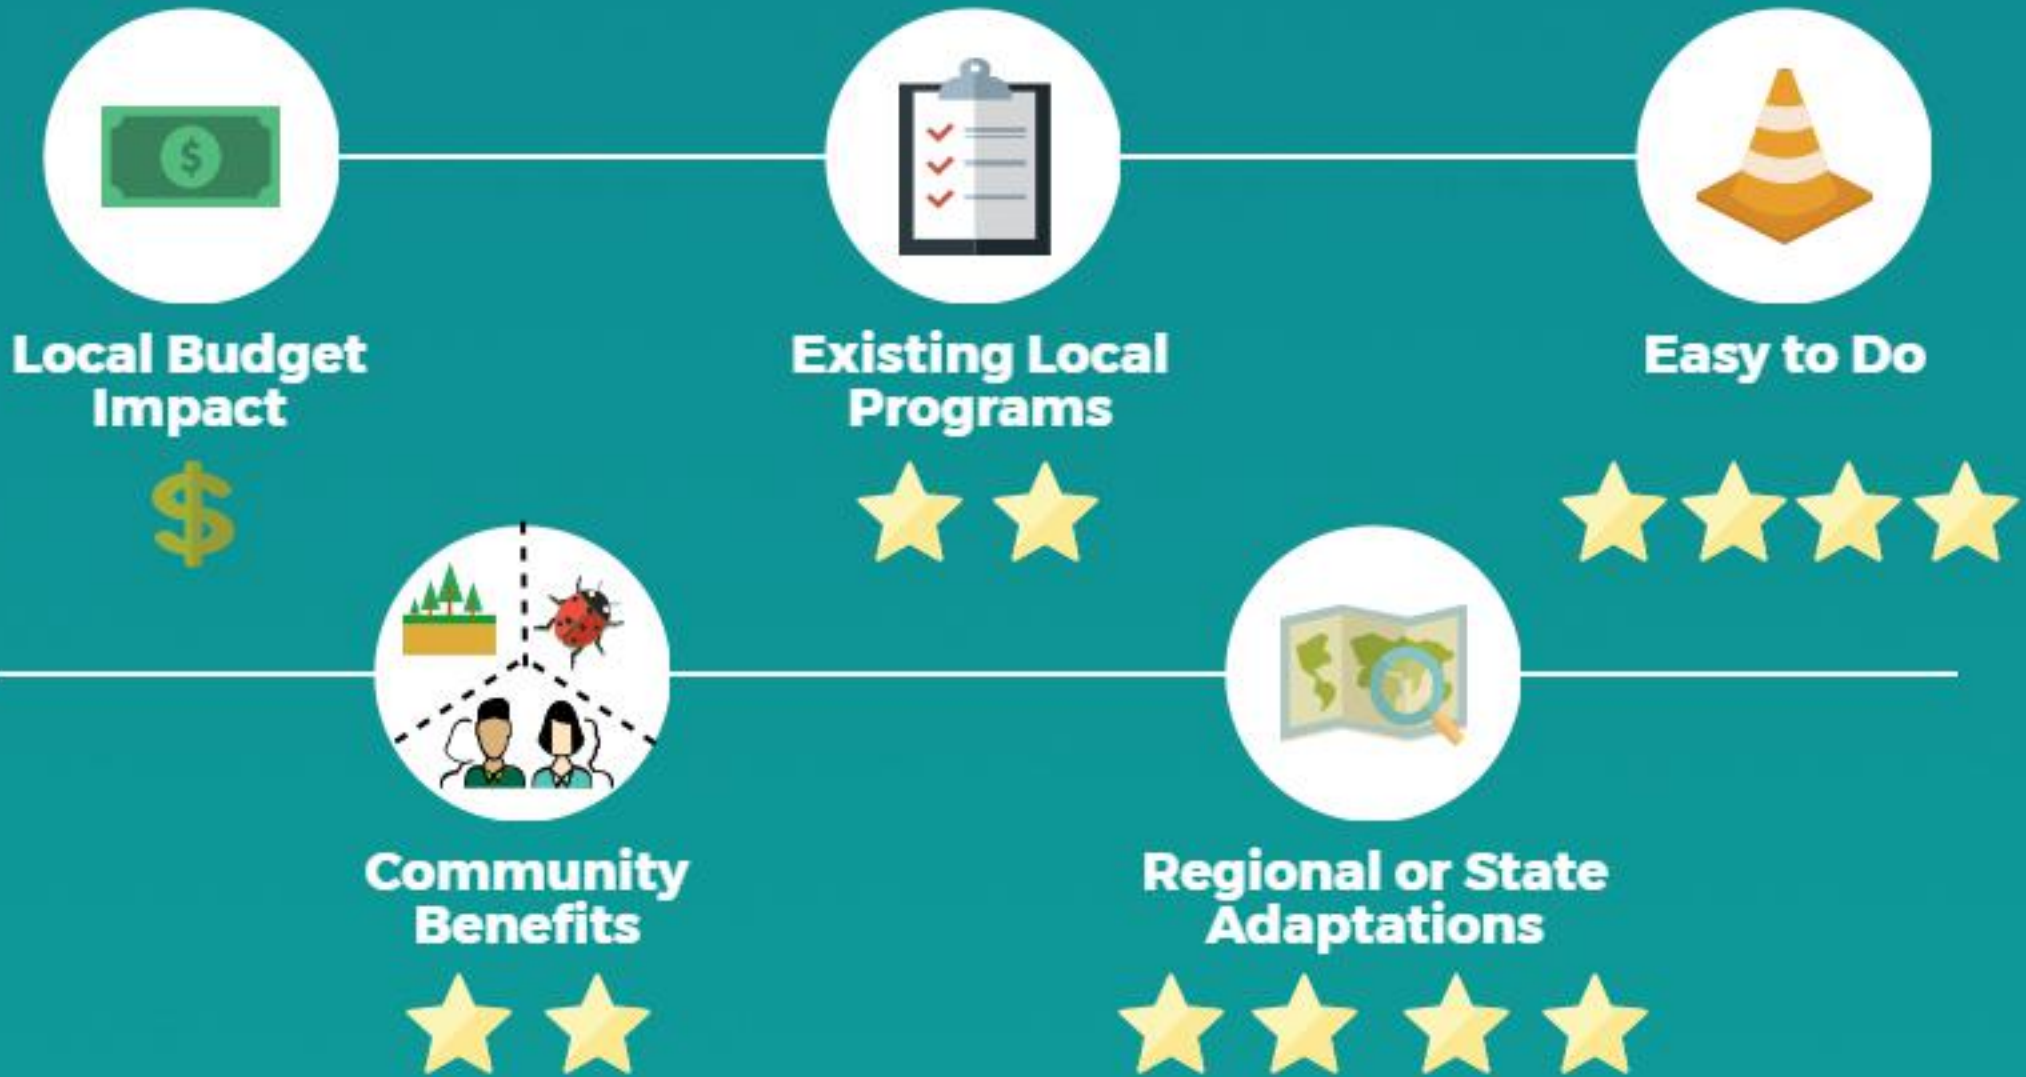 $
Local Budget
Impact
$
Existing Local
Programs
Easy to Do
Community
Benefits
Regional or State
Adaptations